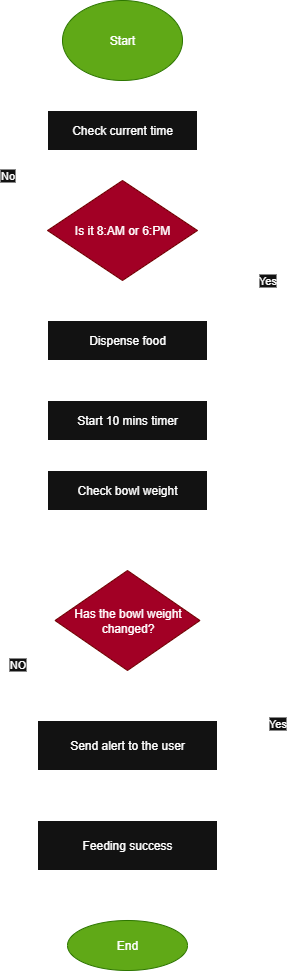 Start
Check current time
No
Is it 8:AM or 6:PM
Yes
Dispense food
Start 10 mins timer
Check bowl weight
Has the bowl weight
changed?
NO
Yes
Send alert to the user
Feeding success
End